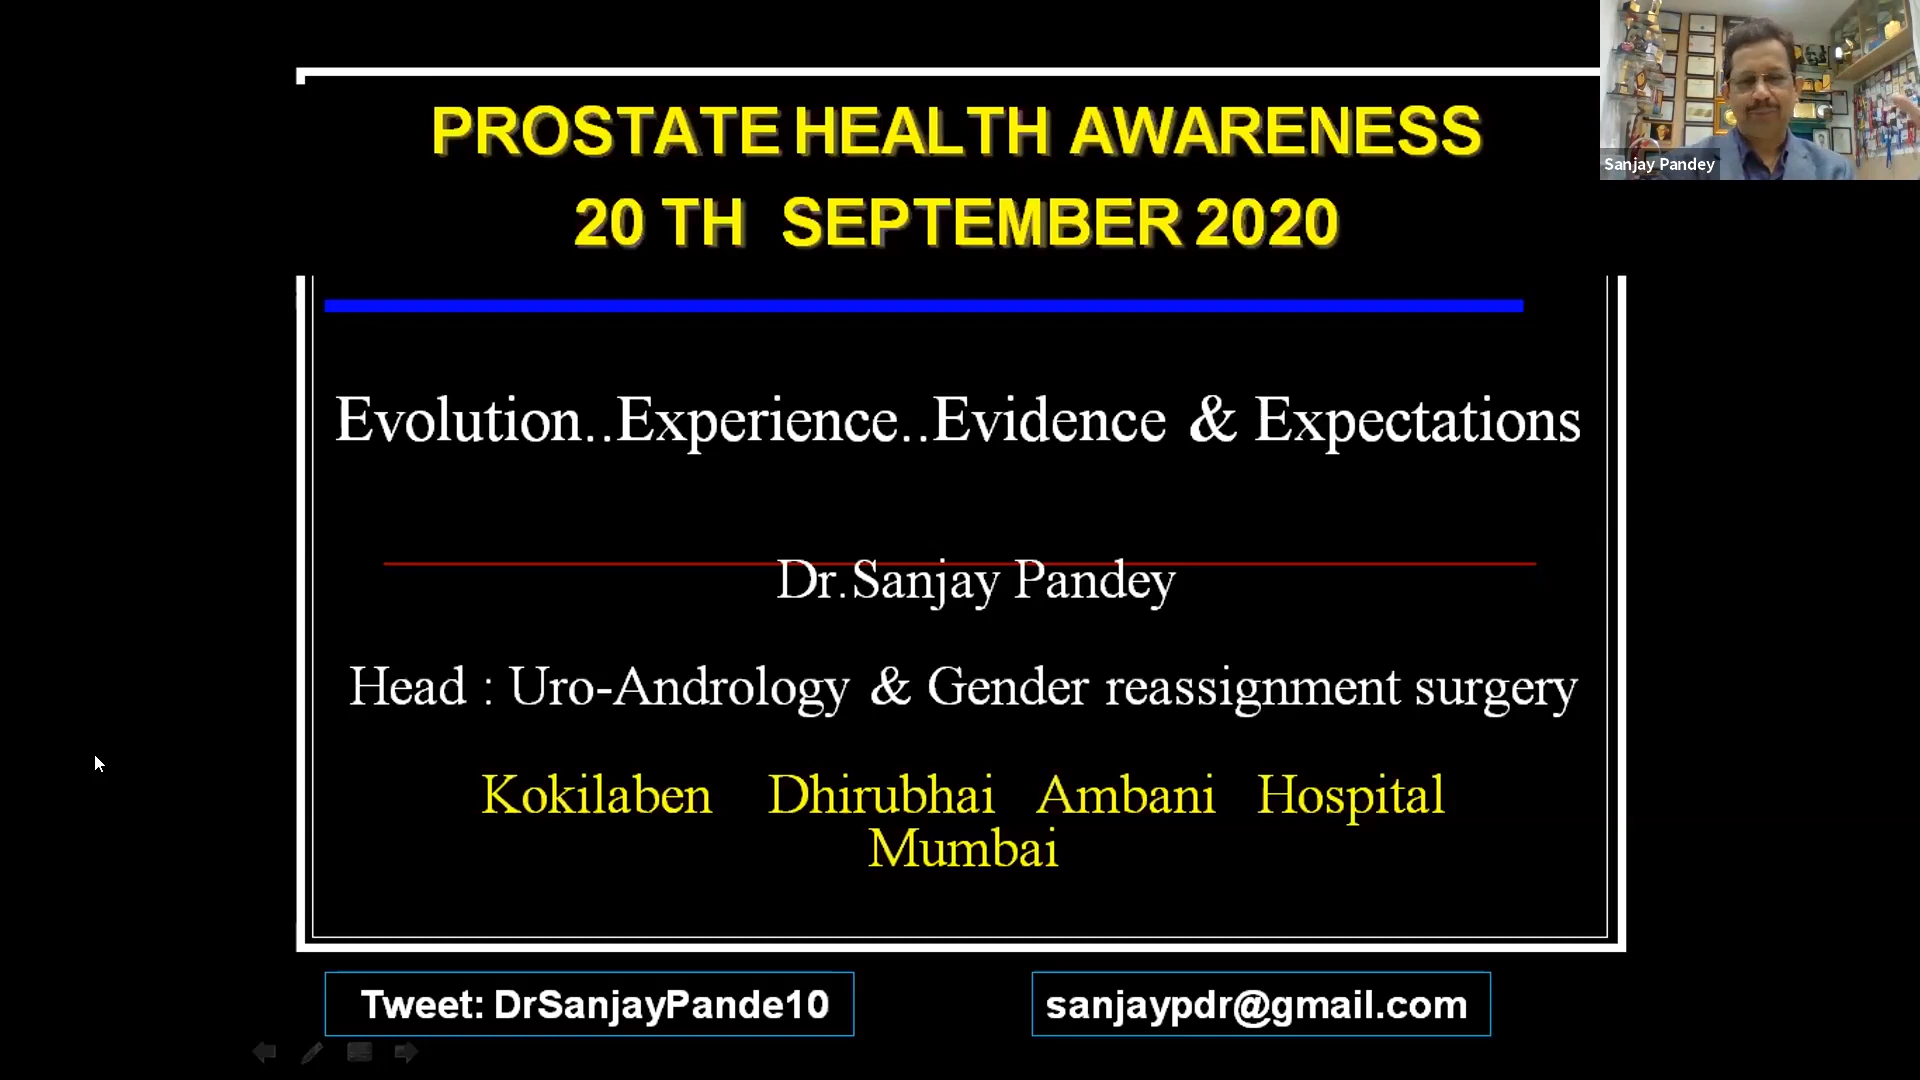 PROSTATE HEALTH AWARENESS
20 TH SEPTEMBER 2020
Sanjay Pandey
Evolution..Experience..Evidence & Expectations
Dr.Sanjay Pandey
Head : Uro-Andrology & Gender reassignment surgery
Kokilaben Dhirubhai Ambani Hospital
Mumbai
Tweet: DrSanjayPande10
sanjaypdr@gmail.com